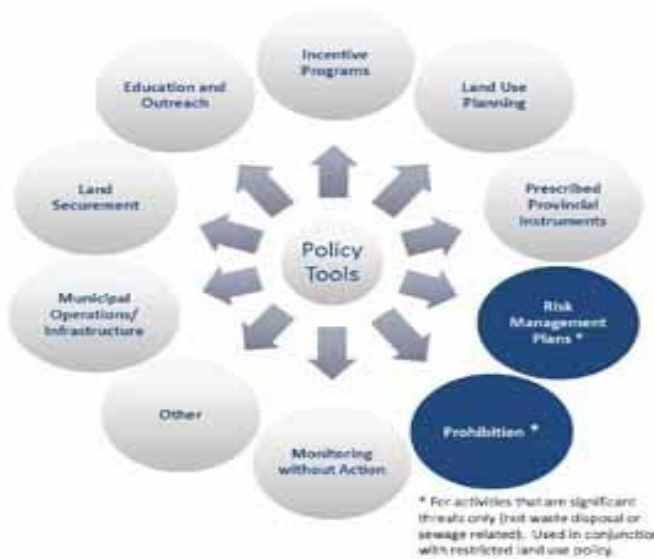 Incentive
Programs
Education and
Outreach
Land Use
Planning
Land
Securement
Prescribed
Provincial
Instruments
Policy
Tools
Municipal
Operations/
Infrastructure
Risk
Management
Plans *
Other
Prohibition *
Monitoring
without Action
* For activities that are significant
threats only (not waste disposal or
sewage related). Used in conjunction
with restricted land use policy.